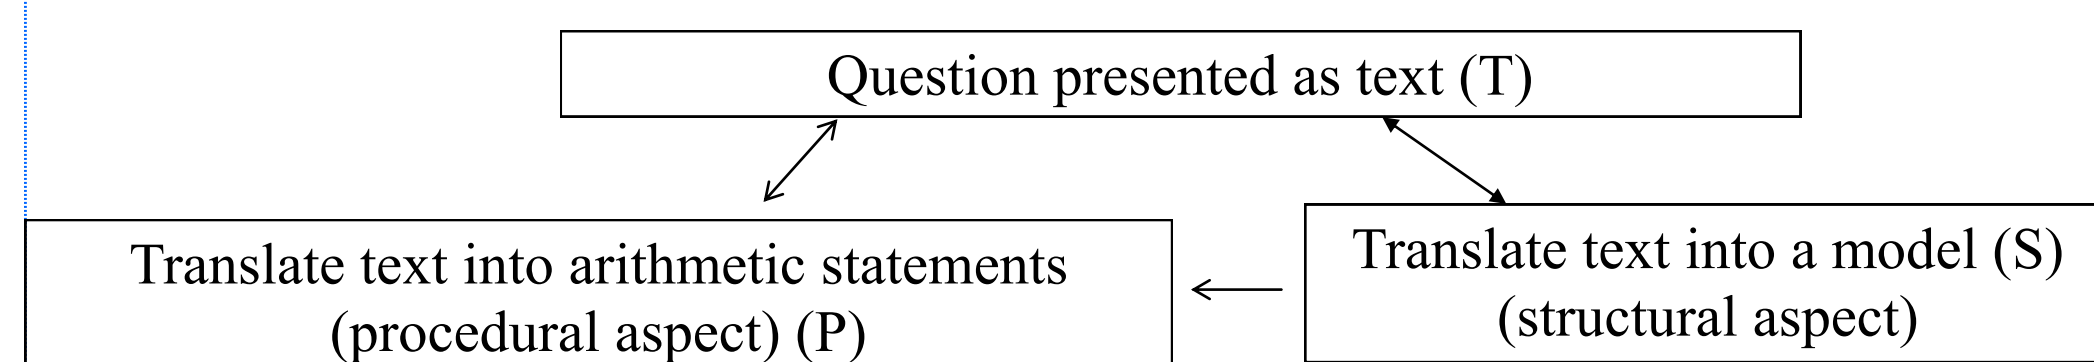 Question presented as text (T)
Translate text into arithmetic statements
(procedural aspect) (P)
Translate text into a model (S)
(structural aspect)